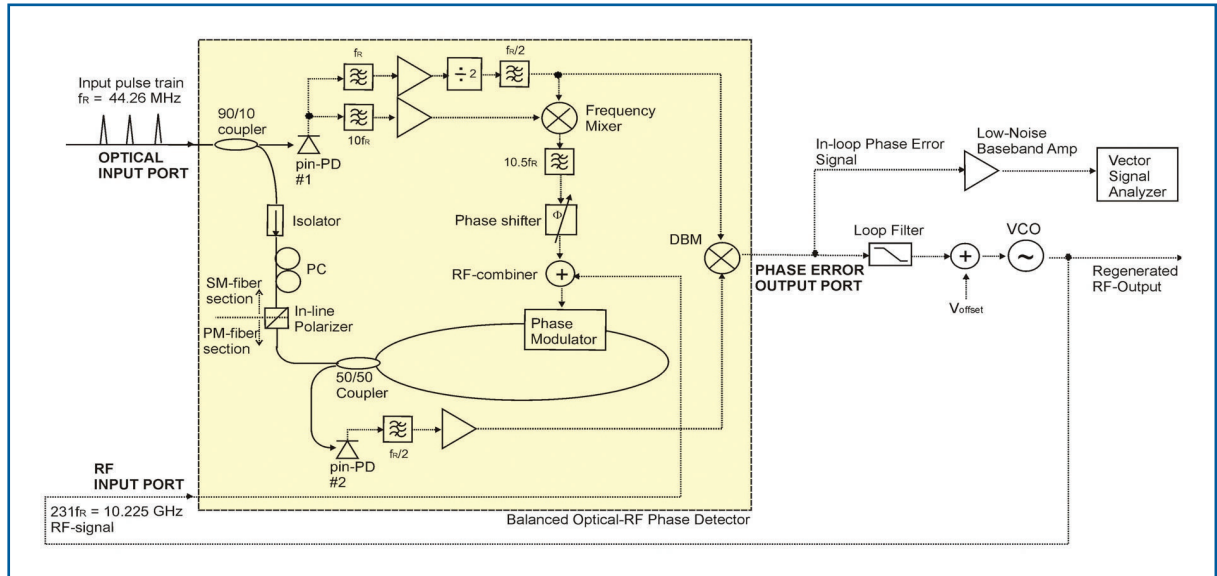 Input pulse train
fR = 44.26 MHz
OPTICAL
INPUT PORT
90/10
coupler
pin-PD
#1
fR
÷ 2
fR/2
10fR
Frequency
Mixer
10.5fR
Phase shifter
Φ
RF-combiner
+
Phase
Modulator
Isolator
PC
SM-fiber
section
PM-fiber
section
In-line
Polarizer
50/50
Coupler
pin-PD
#2
fR/2
DBM
PHASE ERROR
OUTPUT PORT
In-loop Phase Error
Signal
Low-Noise
Baseband Amp
Vector
Signal
Analyzer
Loop Filter
+
Voffset
VCO
~
Regenerated
RF-Output
RF
INPUT PORT
231fR = 10.225 GHz
RF-signal
Balanced Optical-RF Phase Detector